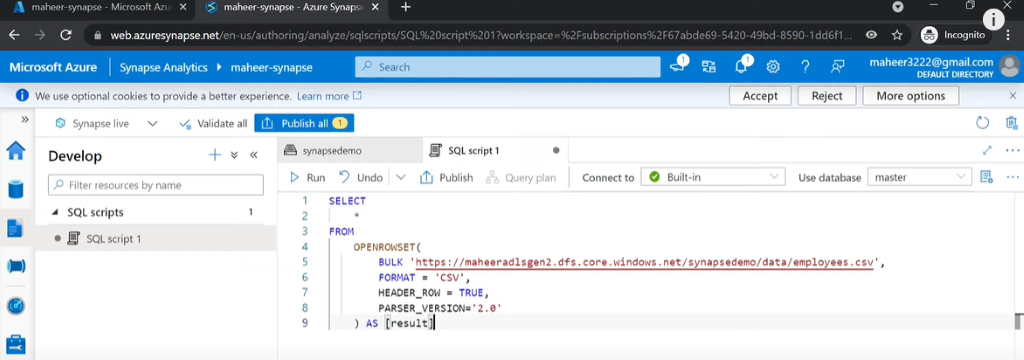 maheer-synapse - Microsoft Azu
maheer-synapse - Azure Synaps
web.azuresynapse.net/en-us/authoring/analyze/sqlscripts/SQL%20script%201?workspace=%2Fsubscriptions%2F67abde69-5420-49bd-8590-1dd6f1...
Incognito
Microsoft Azure
Synapse Analytics
maheer-synapse
Search
1
1
maheer3222@gmail.com
DEFAULT DIRECTORY
We use optional cookies to provide a better experience. Learn more
Accept
Reject
More options
Synapse live
Validate all
Publish all 1
Develop
Filter resources by name
SQL scripts 1
SQL script 1
synapsedemo
SQL script 1
Run
Undo
Publish
Query plan
Connect to
Built-in
Use database
master
1 SELECT
2 *
3 FROM
4 OPENROWSET(
5 BULK 'https://maheeradlsgen2.dfs.core.windows.net/synapsedemo/data/employees.csv',
6 FORMAT = 'CSV',
7 HEADER_ROW = TRUE,
8 PARSER_VERSION='2.0'
9 ) AS [result]